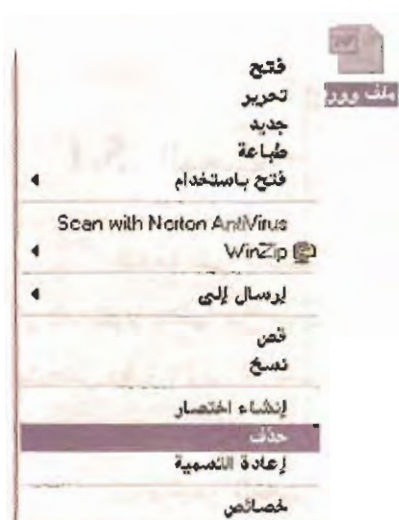 ملف وورد
فتح
تحرير
جديد
طباعة
فتح باستخدام
Scan with Norton AntiVirus
WinZip
إرسال إلى
قص
نسخ
إنشاء اختصار
حذف
إعادة التسمية
خصائص